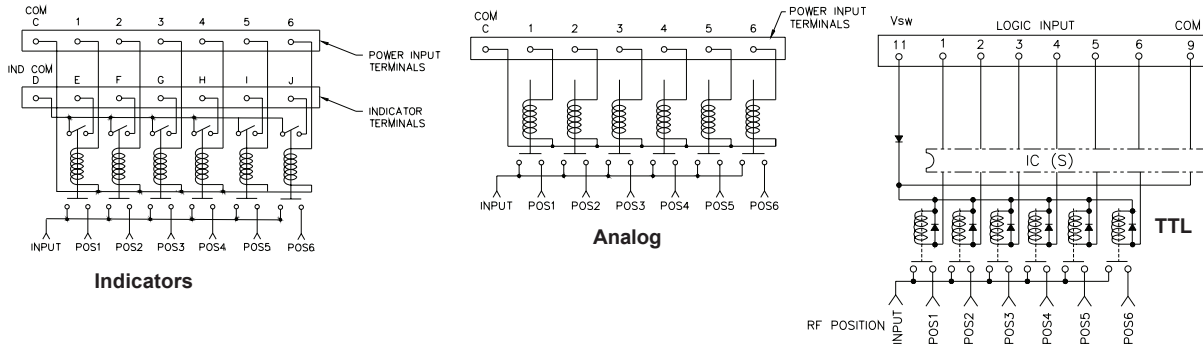 COM
C 1 2 3 4 5 6
POWER INPUT
TERMINALS
IND COM
D E F G H I J
INDICATOR
TERMINALS
INPUT POS1 POS2 POS3 POS4 POS5 POS6
Indicators
POWER INPUT
TERMINALS
COM
C 1 2 3 4 5 6
INPUT POS1 POS2 POS3 POS4 POS5 POS6
Analog
Vsw LOGIC INPUT COM
11 1 2 3 4 5 6 9
IC (S)
TTL
RF POSITION INPUT POS1 POS2 POS3 POS4 POS5 POS6